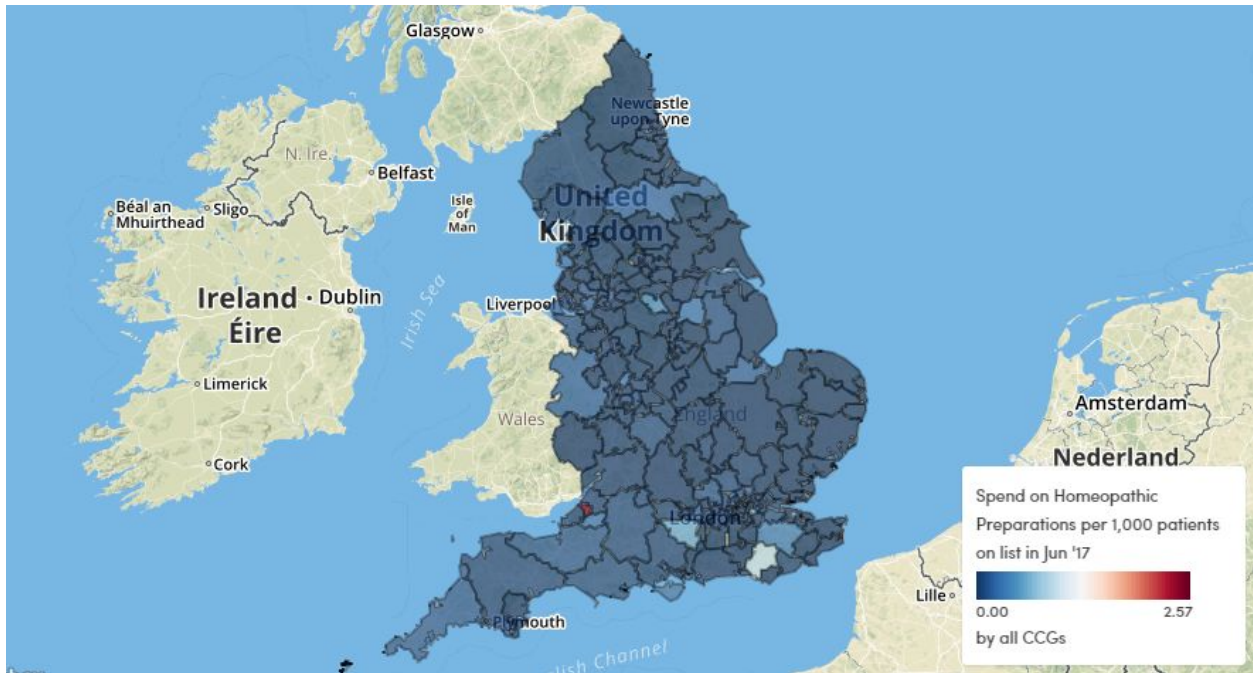 Glasgow
Newcastle
upon Tyne
N. Ire.
Belfast
Isle
of
Man
United
Kingdom
Béal an
Mhuirthead
Sligo
Irish Sea
Ireland
Éire
Dublin
Liverpool
Limerick
Wales
England
Amsterdam
Cork
Nederland
London
Plymouth
lish Channel
Lille
Spend on Homeopathic
Preparations per 1,000 patients
on list in Jun '17
0.00 2.57
by all CCGs